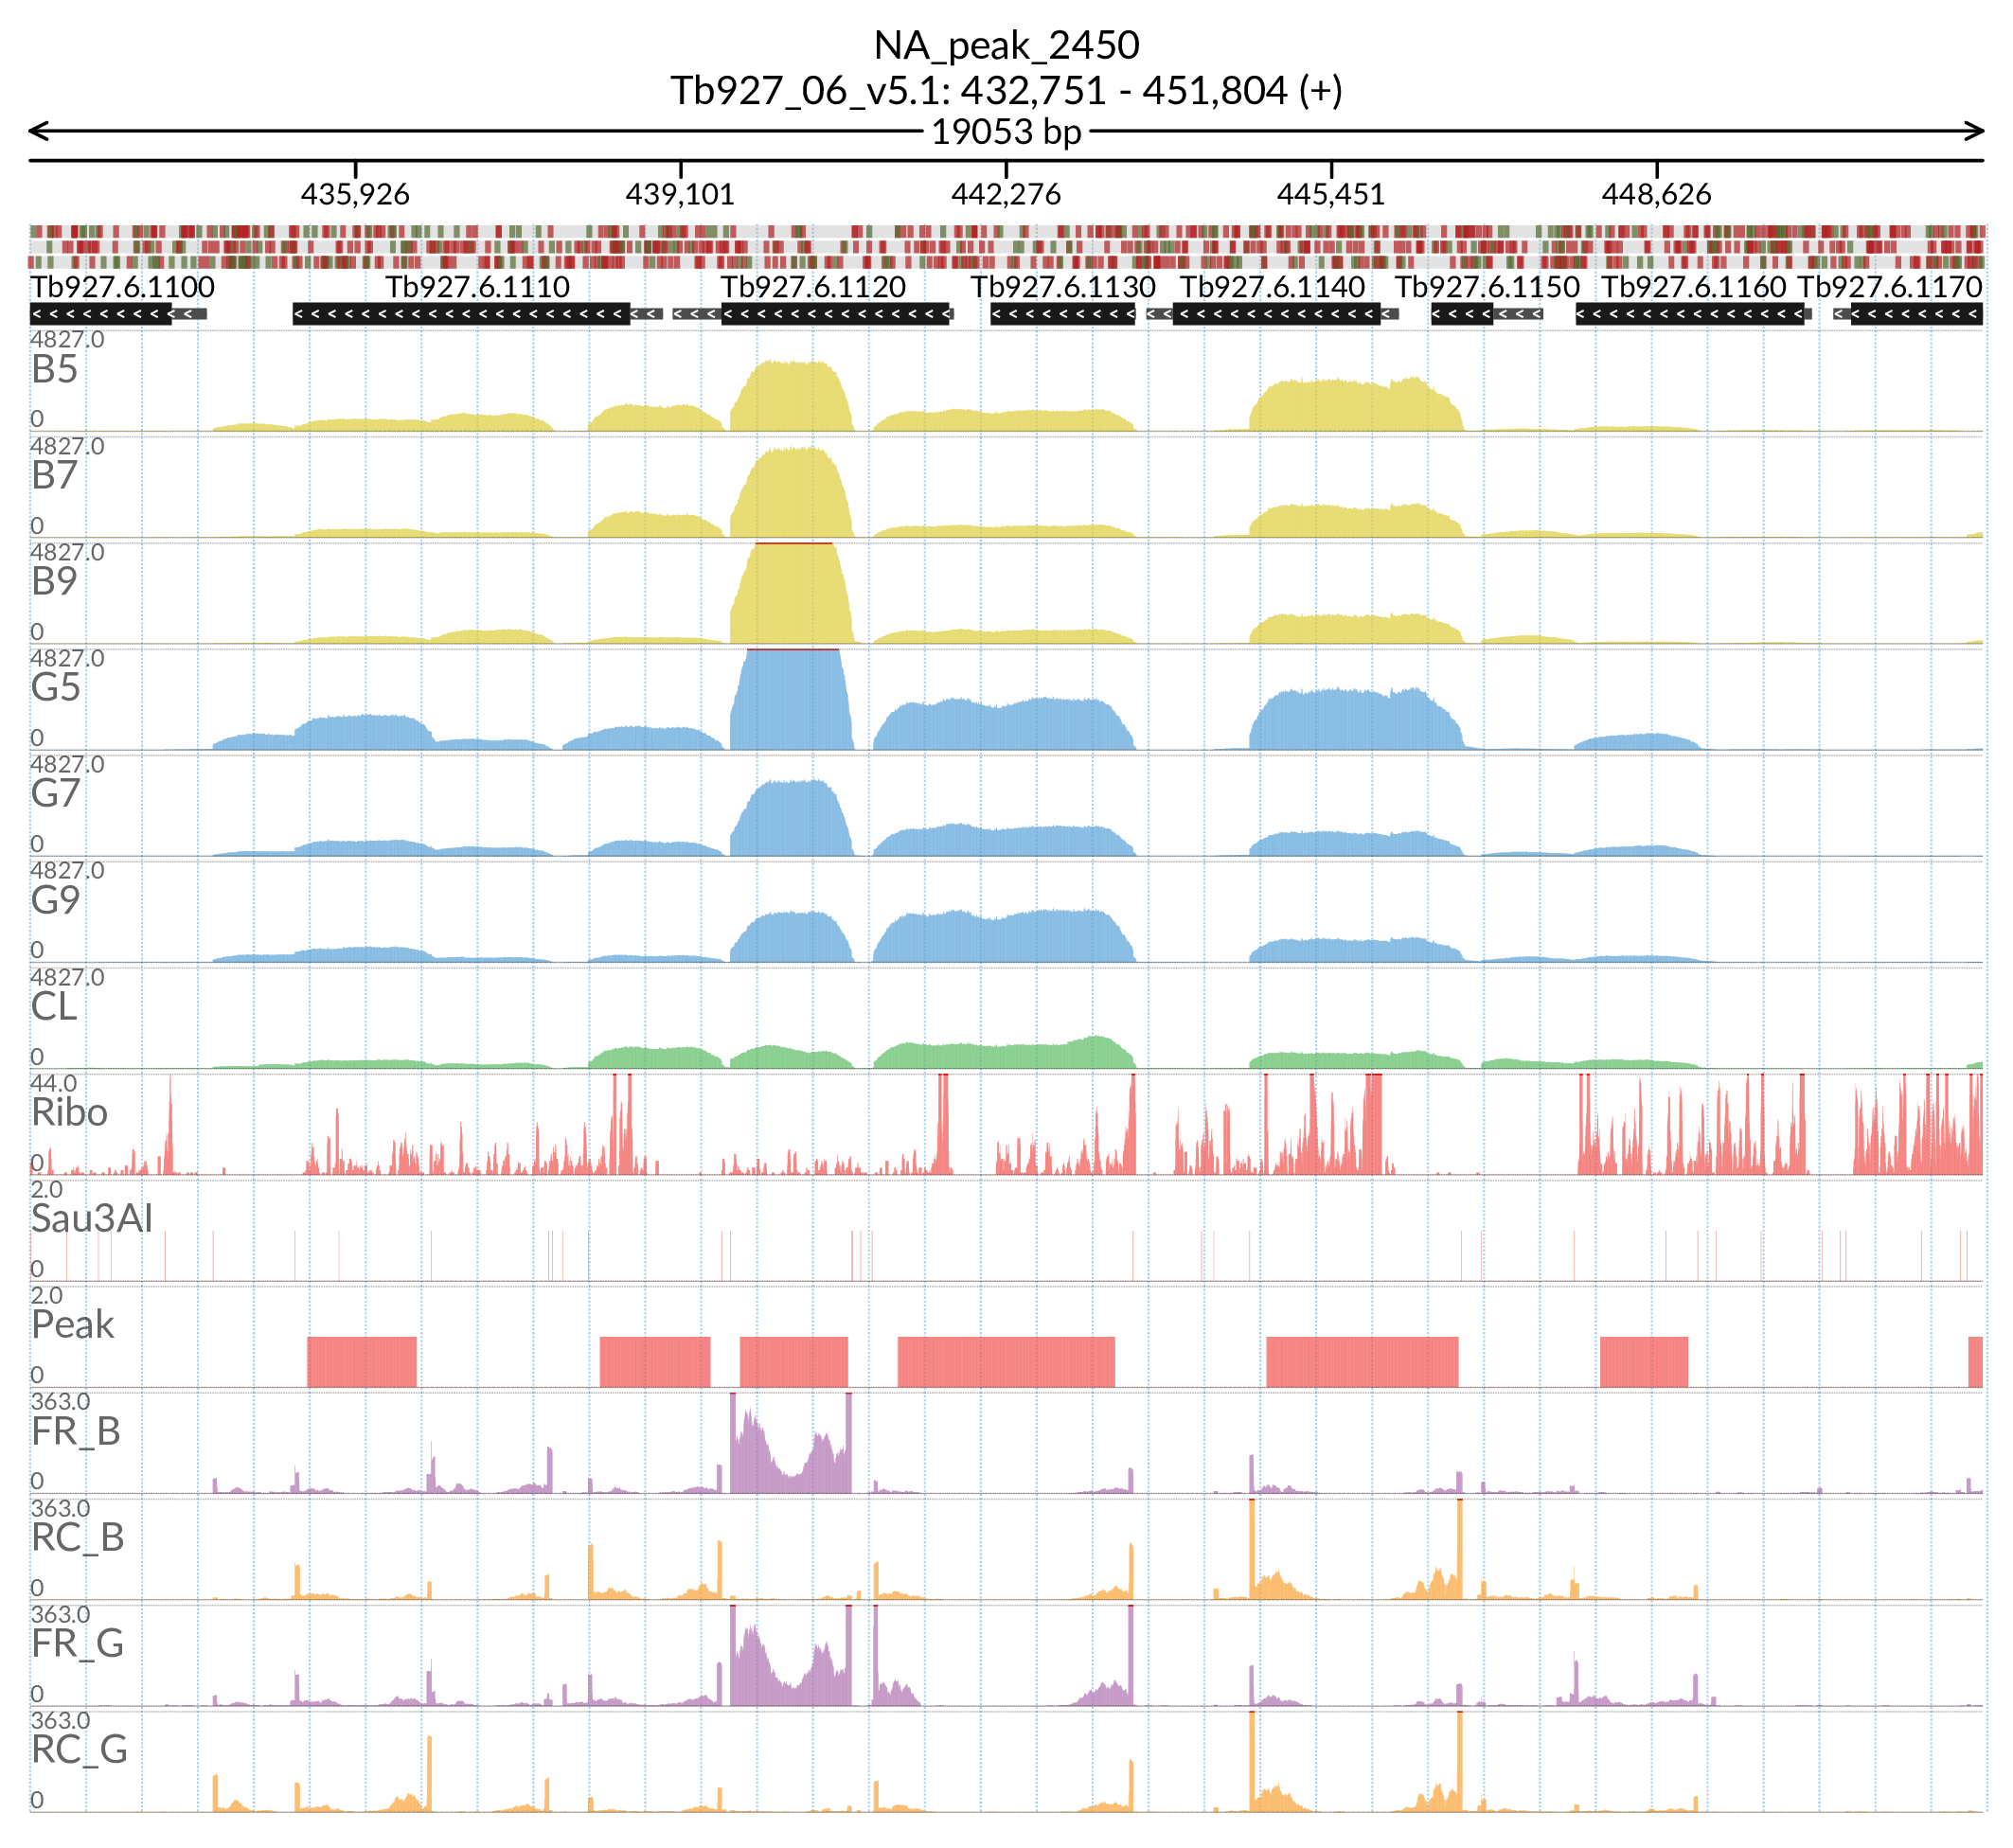 NA_peak_2450
Tb927_06_v5.1: 432,751 - 451,804 (+)
19053 bp
435,926 439,101 442,276 445,451 448,626
Tb927.6.1100 Tb927.6.1110 Tb927.6.1120 Tb927.6.1130 Tb927.6.1140 Tb927.6.1150 Tb927.6.1160 Tb927.6.1170
4827.0
B5
0
4827.0
B7
0
4827.0
B9
0
4827.0
G5
0
4827.0
G7
0
4827.0
G9
0
4827.0
CL
0
44.0
Ribo
0
2.0
Sau3AI
0
2.0
Peak
0
363.0
FR_B
0
363.0
RC_B
0
363.0
FR_G
0
363.0
RC_G
0